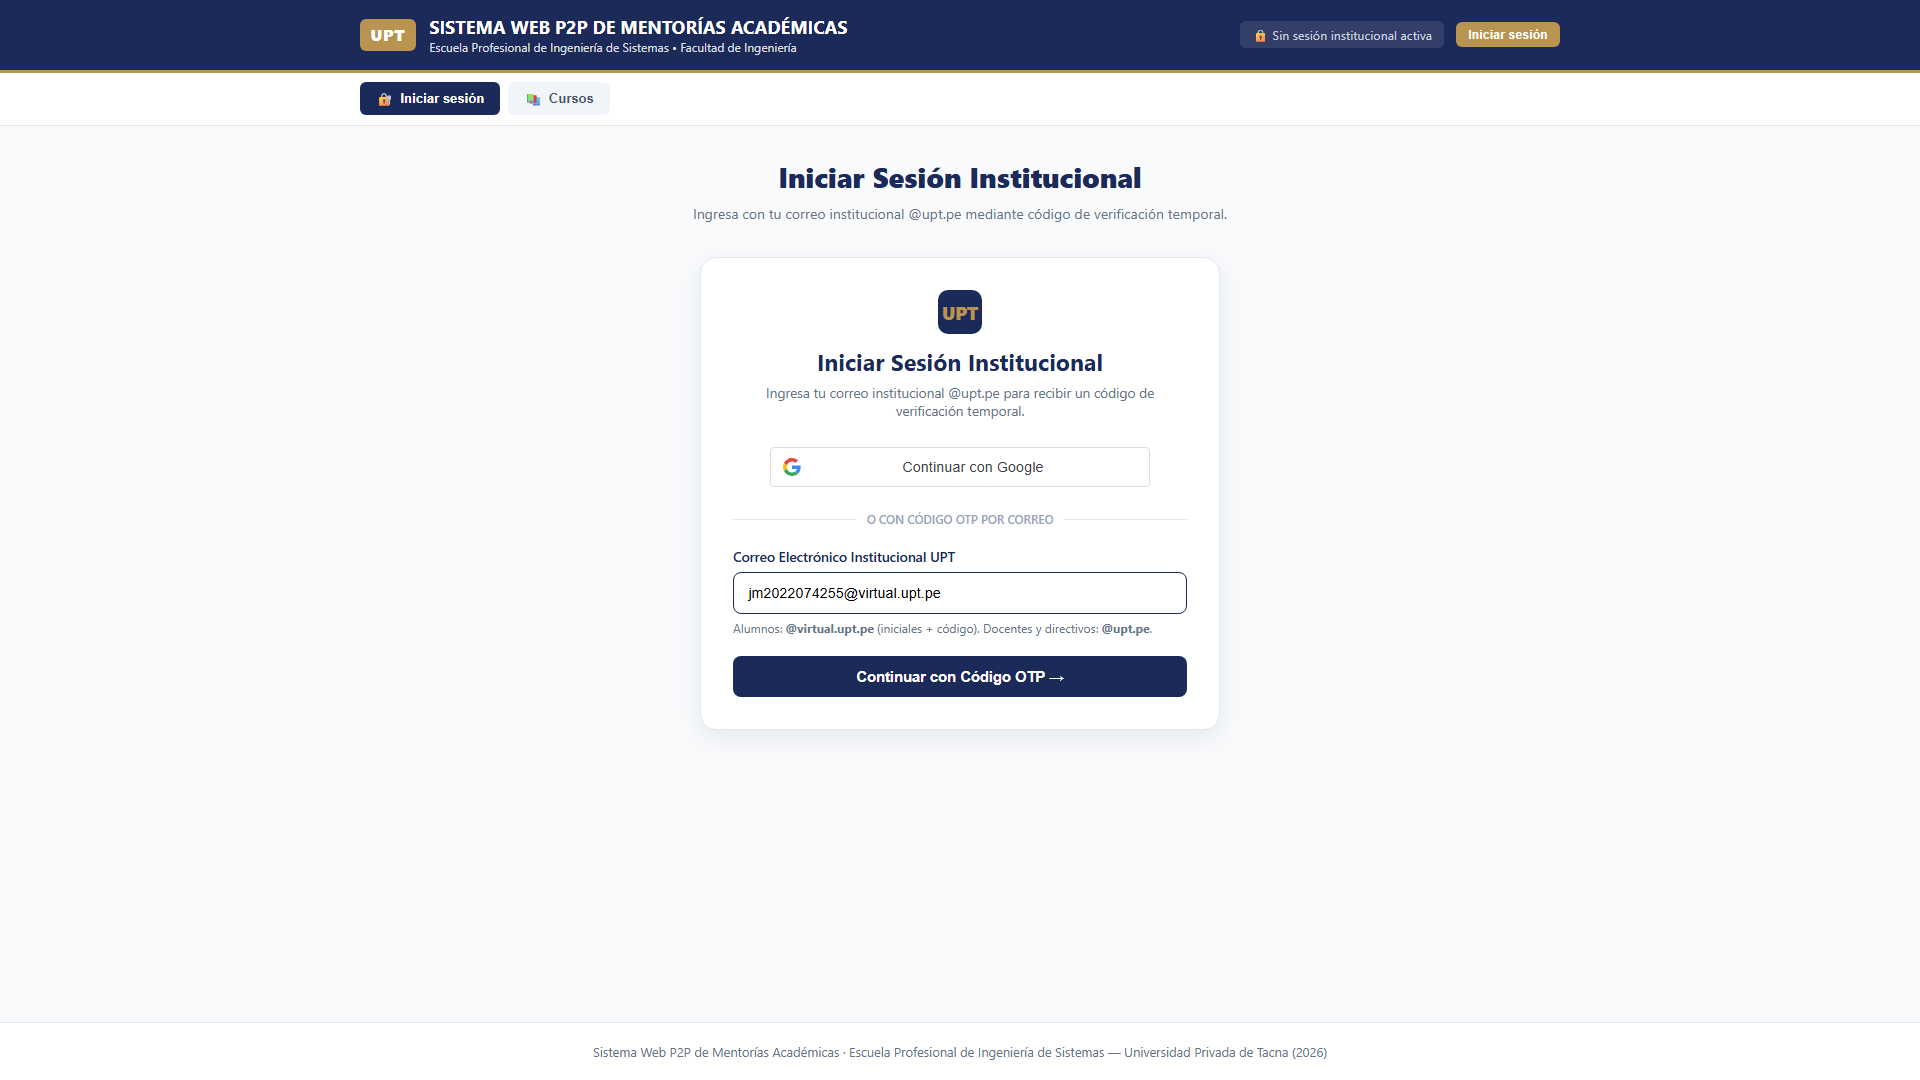 UPT
SISTEMA WEB P2P DE MENTORÍAS ACADÉMICAS
Escuela Profesional de Ingeniería de Sistemas • Facultad de Ingeniería
Sin sesión institucional activa
Iniciar sesión
Iniciar sesión
Cursos
Iniciar Sesión Institucional
Ingresa con tu correo institucional @upt.pe mediante código de verificación temporal.
UPT
Iniciar Sesión Institucional
Ingresa tu correo institucional @upt.pe para recibir un código de
verificación temporal.
Continuar con Google
O CON CÓDIGO OTP POR CORREO
Correo Electrónico Institucional UPT
jm2022074255@virtual.upt.pe
Alumnos: @virtual.upt.pe (iniciales + código). Docentes y directivos: @upt.pe.
Continuar con Código OTP →
Sistema Web P2P de Mentorías Académicas · Escuela Profesional de Ingeniería de Sistemas — Universidad Privada de Tacna (2026)